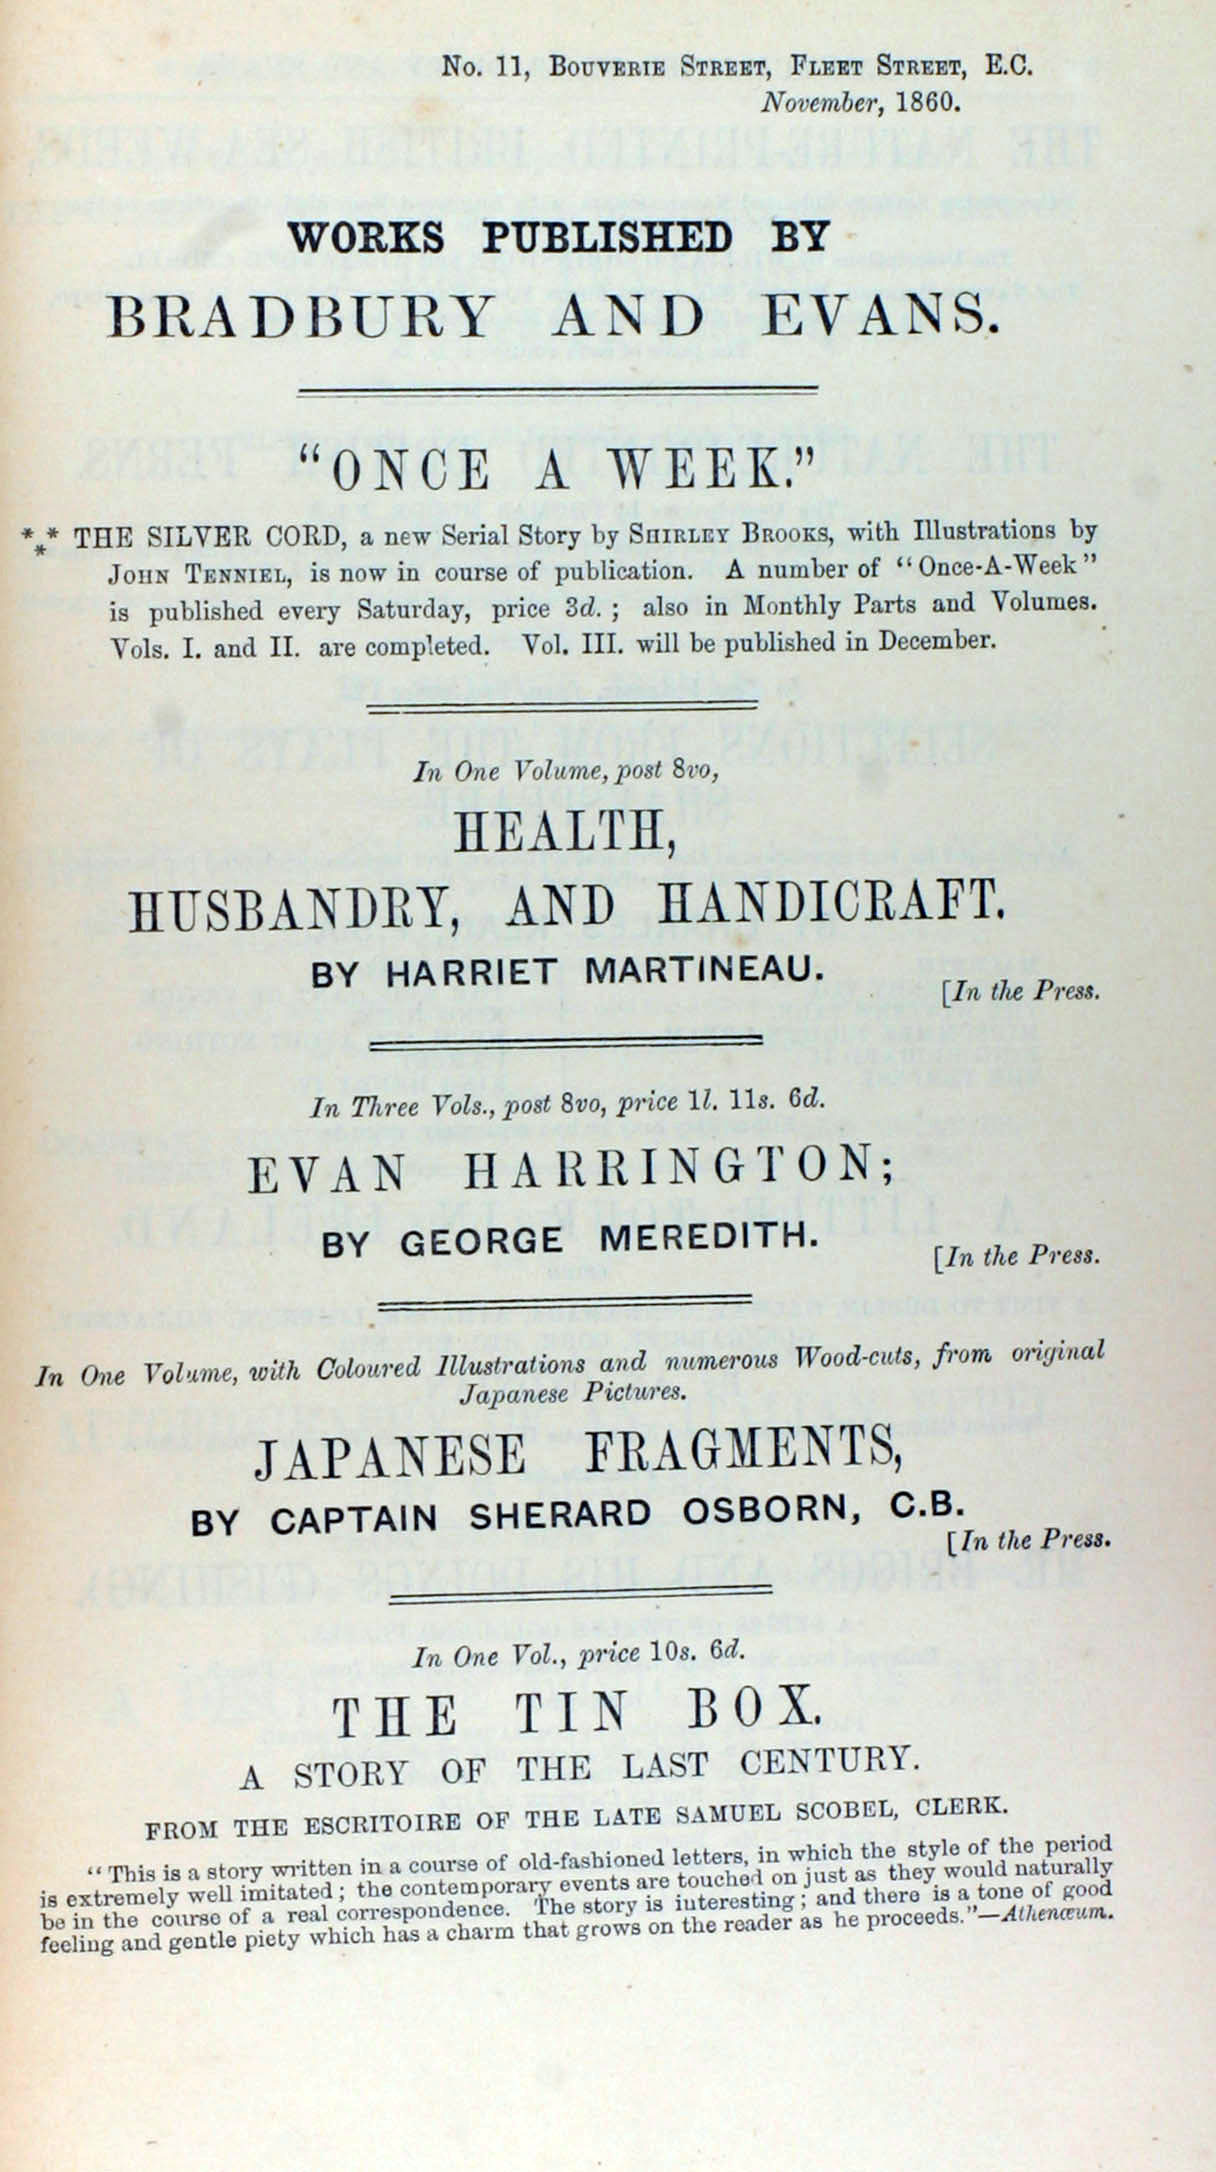 No. 11, Bouverie Street, Fleet Street, E.C.
November, 1860.
WORKS PUBLISHED BY
BRADBURY AND EVANS.
“ONCE A WEEK.”
*** THE SILVER CORD, a new Serial Story by Shirley Brooks, with Illustrations by
John Tenniel, is now in course of publication. A number of “Once-A-Week”
is published every Saturday, price 3d. ; also in Monthly Parts and Volumes.
Vols. I. and II. are completed. Vol. III. will be published in December.
In One Volume, post 8vo,
HEALTH,
HUSBANDRY, AND HANDICRAFT.
BY HARRIET MARTINEAU.
[In the Press.
In Three Vols., post 8vo, price 1l. 11s. 6d.
EVAN HARRINGTON;
BY GEORGE MEREDITH.
[In the Press.
In One Volume, with Coloured Illustrations and numerous Wood-cuts, from original
Japanese Pictures.
JAPANESE FRAGMENTS,
BY CAPTAIN SHERARD OSBORN, C.B.
[In the Press.
In One Vol., price 10s. 6d.
THE TIN BOX.
A STORY OF THE LAST CENTURY.
FROM THE ESCRITOIRE OF THE LATE SAMUEL SCOBEL, CLERK.
“This is a story written in a course of old-fashioned letters, in which the style of the period
is extremely well imitated ; the contemporary events are touched on just as they would naturally
be in the course of a real correspondence. The story is interesting ; and there is a tone of good
feeling and gentle piety which has a charm that grows on the reader as he proceeds.”—Athenæum.